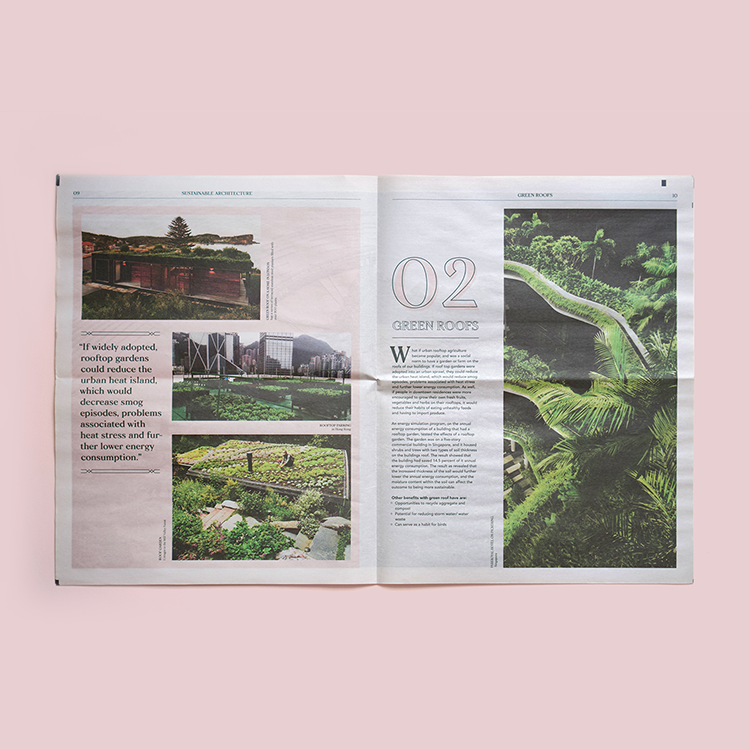 09
SUSTAINABLE ARCHITECTURE
"If widely adopted,
rooftop gardens
could reduce the
urban heat island,
which would
decrease smog
episodes, problems
associated with
heat stress and fur-
ther lower energy
consumption."
ROOFTOP FARMING
in Hong Kong
ROOF GARDEN
GREEN ROOFS
10
02
GREEN ROOFS
What if urban rooftop agriculture
became popular, and was a social
norm to have a garden or farm on the
roofs of our buildings. If roof top gardens were
adopted into an urban sprawl, they could reduce
the urban heat island, which would reduce smog
episodes, problems associated with heat stress
and further lower energy consumption. As well,
if people in downtown residences were more
encouraged to grow their own fresh fruits,
vegetables and herbs on their rooftops, it would
reduce their habits of eating unhealthy foods
and having to import produce.
An energy simulation program, on the annual
energy consumption of a building that had a
rooftop garden, tested the effects of a rooftop
garden. The garden was on a five-story
commercial building in Singapore, and it housed
shrubs and trees with two types of soil structure
on the buildings roof. The result showed that
the building had saved 14.5 percent of it annual
energy consumption. The result as revealed that
the increased thickness of the soil would further
lower the annual energy consumption, and the
moisture content within the soil can affect the
outcome to being more sustainable.
Other benefits with green roof have are:
• Opportunities to recycle aggregate and
compost
• Potential for reducing storm water/ water
waste
• Can serve as a habit for birds
Singapore